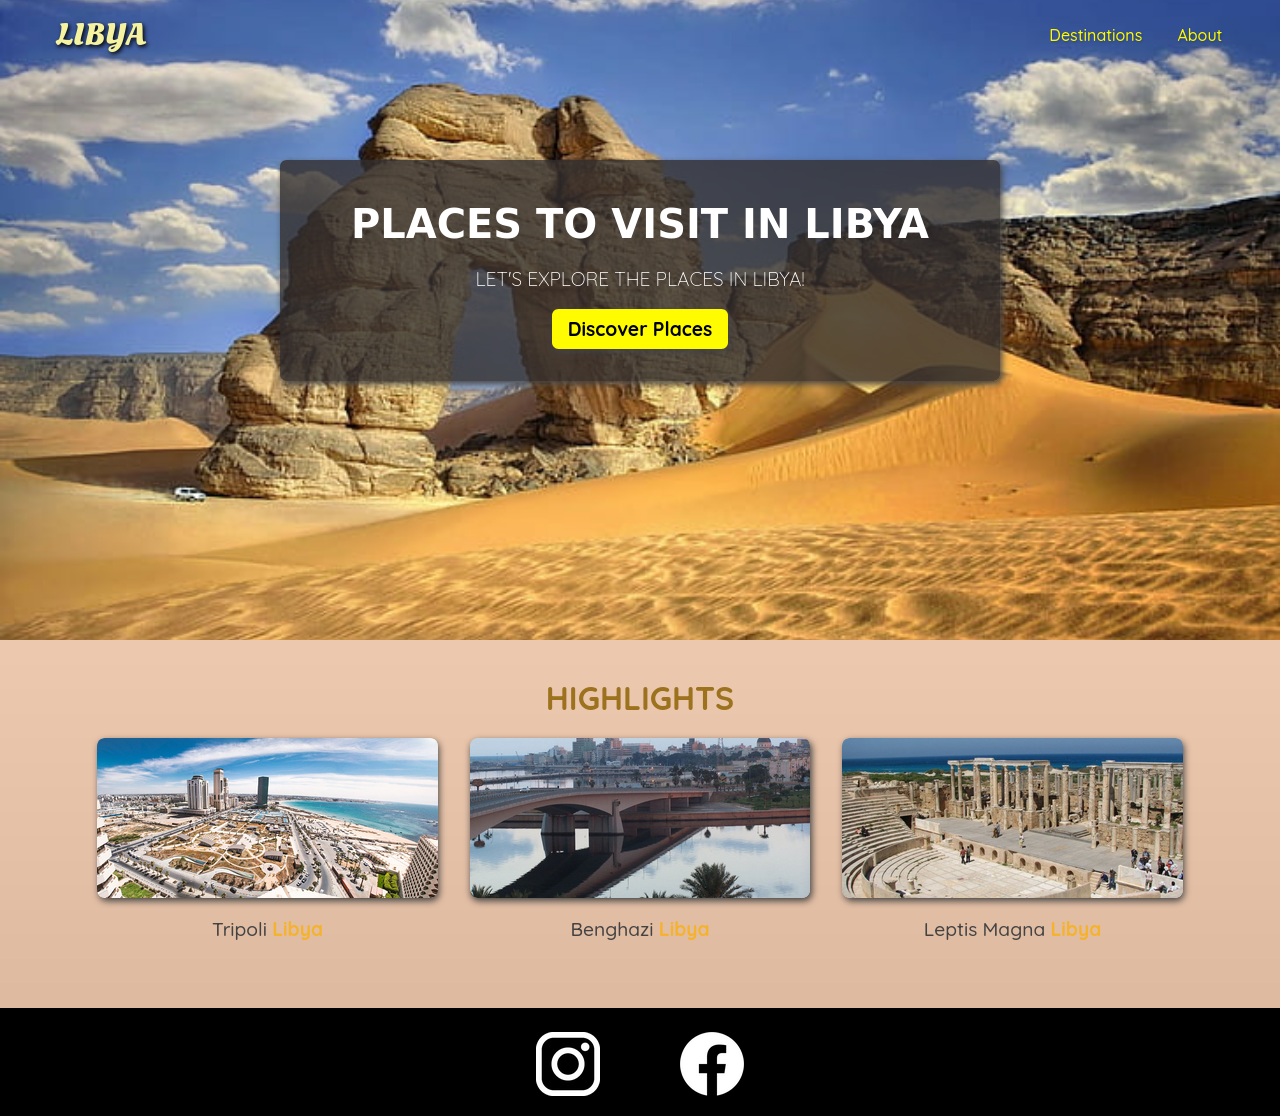 LIBYA
Destinations About
PLACES TO VISIT IN LIBYA
LET'S EXPLORE THE PLACES IN LIBYA!
Discover Places
HIGHLIGHTS
Tripoli Libya
Benghazi Libya
Leptis Magna Libya